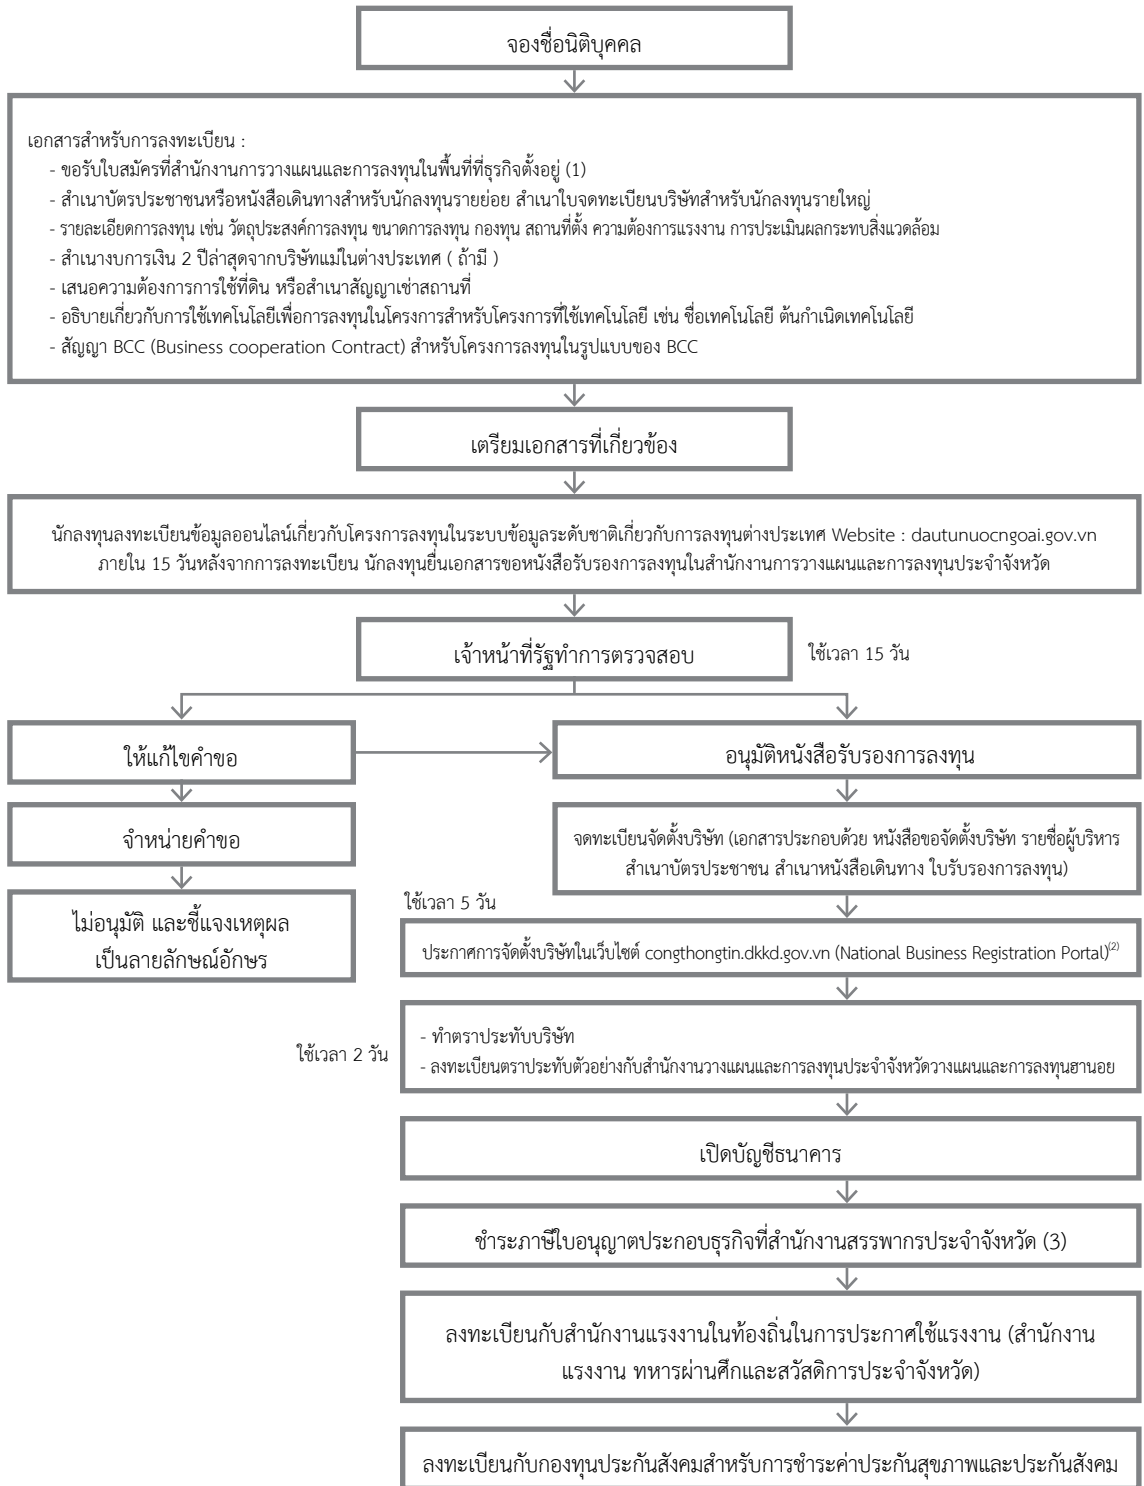 จองชื่อนิติบุคคล
เอกสารสำหรับการลงทะเบียน :
- ขอรับใบสมัครที่สำนักงานการวางแผนและการลงทุนในพื้นที่ที่ธุรกิจตั้งอยู่ (1)
- สำเนาบัตรประชาชนหรือหนังสือเดินทางสำหรับนักลงทุนรายย่อย สำเนาใบจดทะเบียนบริษัทสำหรับนักลงทุนรายใหญ่
- รายละเอียดการลงทุน เช่น วัตถุประสงค์การลงทุน ขนาดการลงทุน กองทุน สถานที่ตั้ง ความต้องการแรงงาน การประเมินผลกระทบสิ่งแวดล้อม
- สำเนางบการเงิน 2 ปีล่าสุดจากบริษัทแม่ในต่างประเทศ ( ถ้ามี )
- เสนอความต้องการการใช้ที่ดิน หรือสำเนาสัญญาเช่าสถานที่
- อธิบายเกี่ยวกับการใช้เทคโนโลยีเพื่อการลงทุนในโครงการสำหรับโครงการที่ใช้เทคโนโลยี เช่น ชื่อเทคโนโลยี ต้นกำเนิดเทคโนโลยี
- สัญญา BCC (Business cooperation Contract) สำหรับโครงการลงทุนในรูปแบบของ BCC
เตรียมเอกสารที่เกี่ยวข้อง
นักลงทุนลงทะเบียนข้อมูลออนไลน์เกี่ยวกับโครงการลงทุนในระบบข้อมูลระดับชาติเกี่ยวกับการลงทุนต่างประเทศ Website : dautunuocngoai.gov.vn
ภายใน 15 วันหลังจากการลงทะเบียน นักลงทุนยื่นเอกสารขอหนังสือรับรองการลงทุนในสำนักงานการวางแผนและการลงทุนประจำจังหวัด
เจ้าหน้าที่รัฐทำการตรวจสอบ
ใช้เวลา 15 วัน
ให้แก้ไขคำขอ
อนุมัติหนังสือรับรองการลงทุน
จำหน่ายคำขอ
จดทะเบียนจัดตั้งบริษัท (เอกสารประกอบด้วย หนังสือขอจัดตั้งบริษัท รายชื่อผู้บริหาร
สำเนาบัตรประชาชน สำเนาหนังสือเดินทาง ใบรับรองการลงทุน)
ไม่อนุมัติ และชี้แจงเหตุผล
เป็นลายลักษณ์อักษร
ใช้เวลา 5 วัน
ประกาศการจัดตั้งบริษัทในเว็บไซต์ congthongtin.dkkd.gov.vn (National Business Registration Portal)⁽²⁾
ใช้เวลา 2 วัน
- ทำตราประทับบริษัท
- ลงทะเบียนตราประทับตัวอย่างกับสำนักงานวางแผนและการลงทุนประจำจังหวัดวางแผนและการลงทุนฮานอย
เปิดบัญชีธนาคาร
ชำระภาษีใบอนุญาตประกอบธุรกิจที่สำนักงานสรรพากรประจำจังหวัด (3)
ลงทะเบียนกับสำนักงานแรงงานในท้องถิ่นในการประกาศใช้แรงงาน (สำนักงาน
แรงงาน ทหารผ่านศึกและสวัสดิการประจำจังหวัด)
ลงทะเบียนกับกองทุนประกันสังคมสำหรับการชำระค่าประกันสุขภาพและประกันสังคม